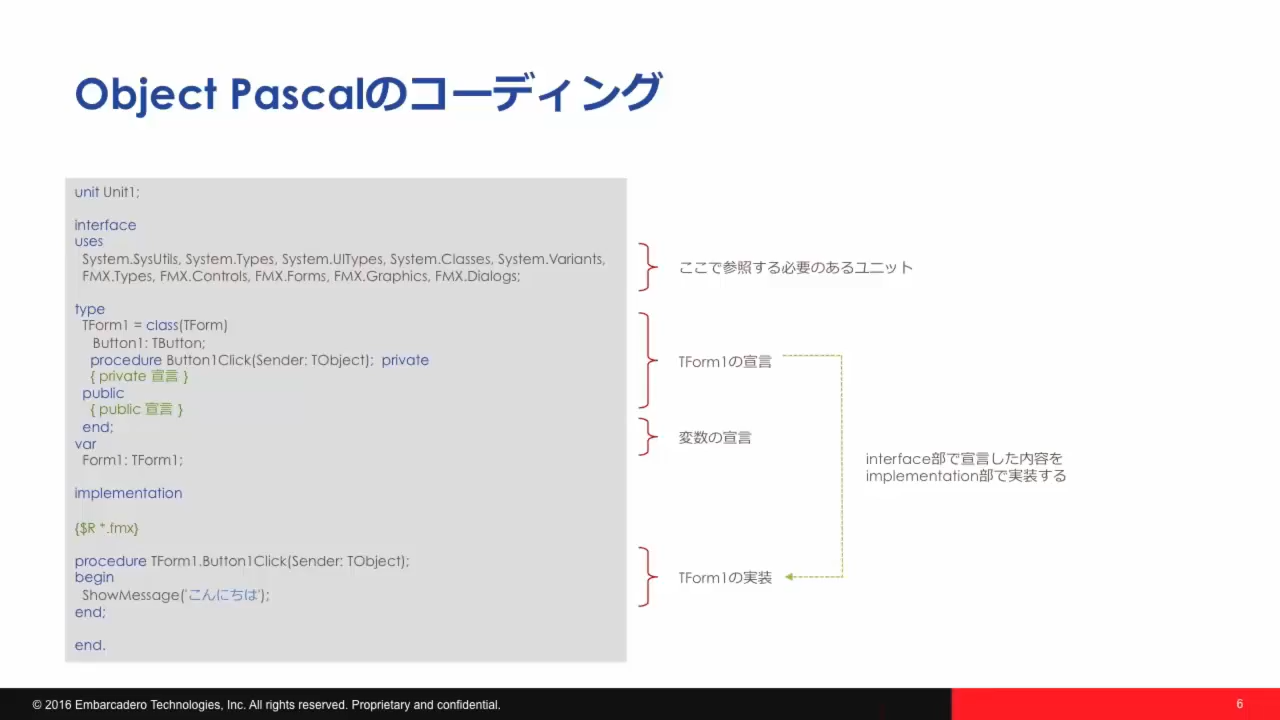 Object Pascalのコーディング
unit Unit1;
interface
uses
System.SysUtils, System.Types, System.UITypes, System.Classes, System.Variants,
FMX.Types, FMX.Controls, FMX.Forms, FMX.Graphics, FMX.Dialogs;
type
TForm1 = class(TForm)
Button1: TButton;
procedure Button1Click(Sender: TObject);  private
{ private 宣言 }
public
{ public 宣言 }
end;
var
Form1: TForm1;
implementation
{$R *.fmx}
procedure TForm1.Button1Click(Sender: TObject);
begin
ShowMessage('こんにちは');
end;
end.
ここで参照する必要のあるユニット
TForm1の宣言
変数の宣言
interface部で宣言した内容を
implementation部で実装する
TForm1の実装
© 2016 Embarcadero Technologies, Inc. All rights reserved. Proprietary and confidential.
6